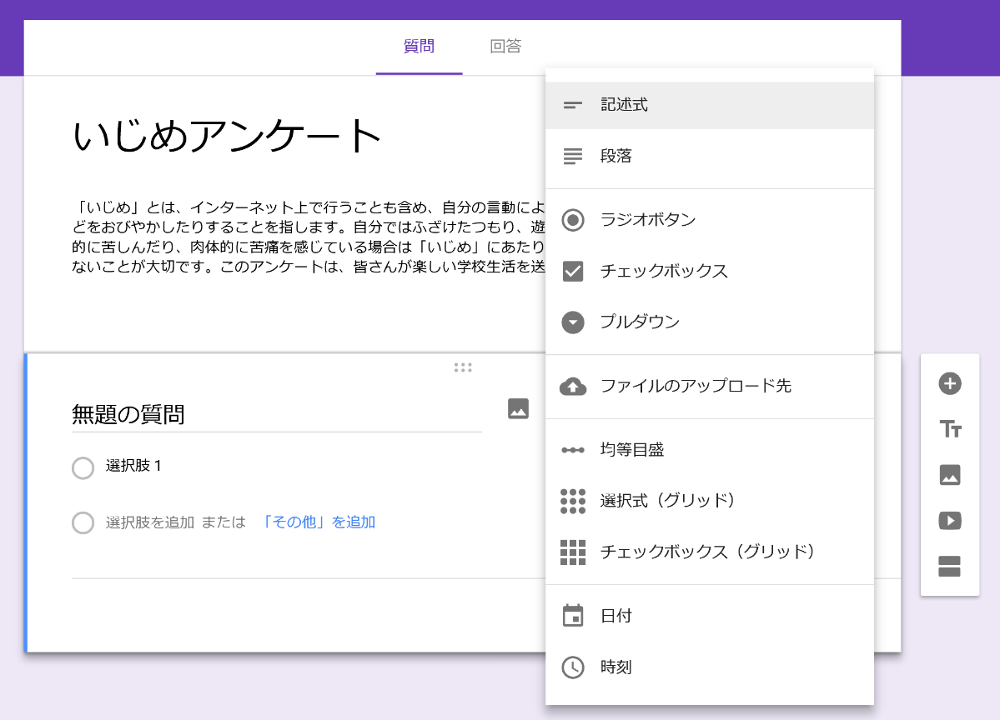 質問
回答
いじめアンケート
「いじめ」とは、インターネット上で行うことも含め、自分の言動によ
どをおびやかしたりすることを指します。自分ではふざけたつもり、遊
的に苦しんだり、肉体的に苦痛を感じている場合は「いじめ」にあたり
ないことが大切です。このアンケートは、皆さんが楽しい学校生活を送
無題の質問
選択肢 1
選択肢を追加 または 「その他」を追加
記述式
段落
ラジオボタン
チェックボックス
プルダウン
ファイルのアップロード先
均等目盛
選択式（グリッド）
チェックボックス（グリッド）
日付
時刻
Tт